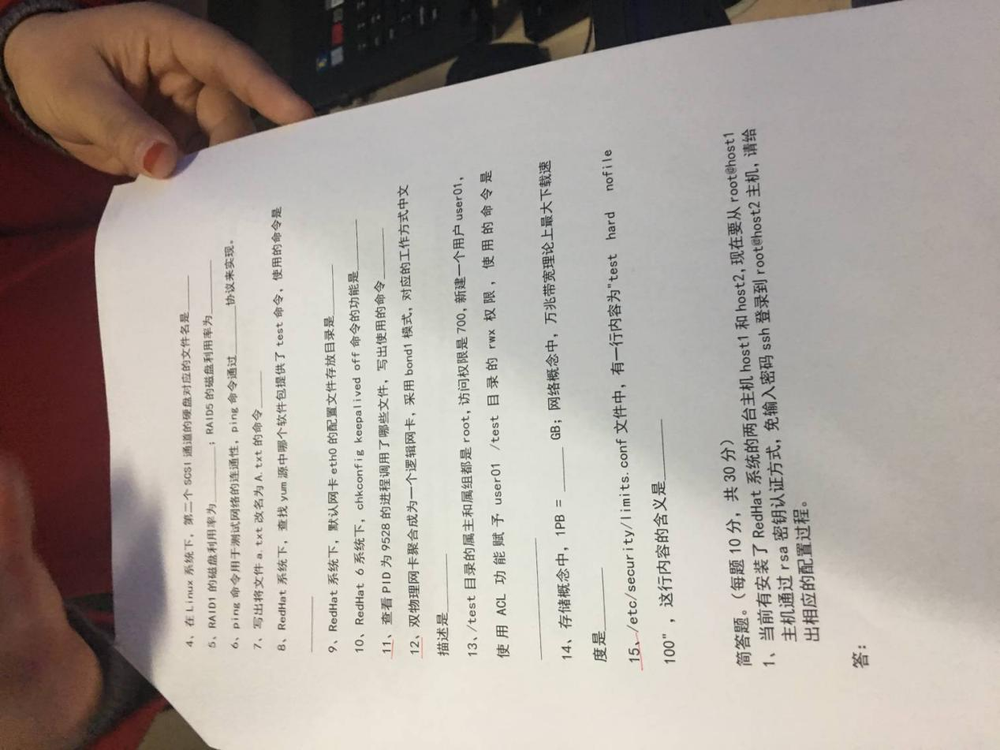 4、在 Linux 系统下，第二个 SCSI 通道的硬盘对应的文件名是______
5、RAID1 的磁盘利用率为______；RAID5 的磁盘利用率为______
6、ping 命令用于测试网络的连通性，ping 命令通过______协议来实现。
7、写出将文件 a.txt 改名为 A.txt 的命令______
8、RedHat 系统下，查找 yum 源中哪个软件包提供了 test 命令，使用的命令是
______
9、RedHat 系统下，默认网卡 eth0 的配置文件存放目录是______
10、RedHat 6 系统下，chkconfig keepalived off 命令的功能是______
11、查看 PID 为 9528 的进程调用了哪些文件，写出使用的命令______
12、双物理网卡聚合成为一个逻辑网卡，采用 bond1 模式，对应的工作方式中文
描述是______
13、/test 目录的属主和属组都是 root，访问权限是 700，新建一个用户 user01，
使用 ACL 功能赋予 user01 /test 目录的 rwx 权限，使用的命令是
______
14、存储概念中，1PB = ______ GB；网络概念中，万兆带宽理论上最大下载速
度是______
15、/etc/security/limits.conf 文件中，有一行内容为"test hard nofile
100"，这行内容的含义是______
简答题。（每题 10 分，共 30 分）
1、当前有安装了 RedHat 系统的两台主机 host1 和 host2,现在要从 root@host1
主机通过 rsa 密钥认证方式，免输入密码 ssh 登录到 root@host2 主机，请给
出相应的配置过程。
答：